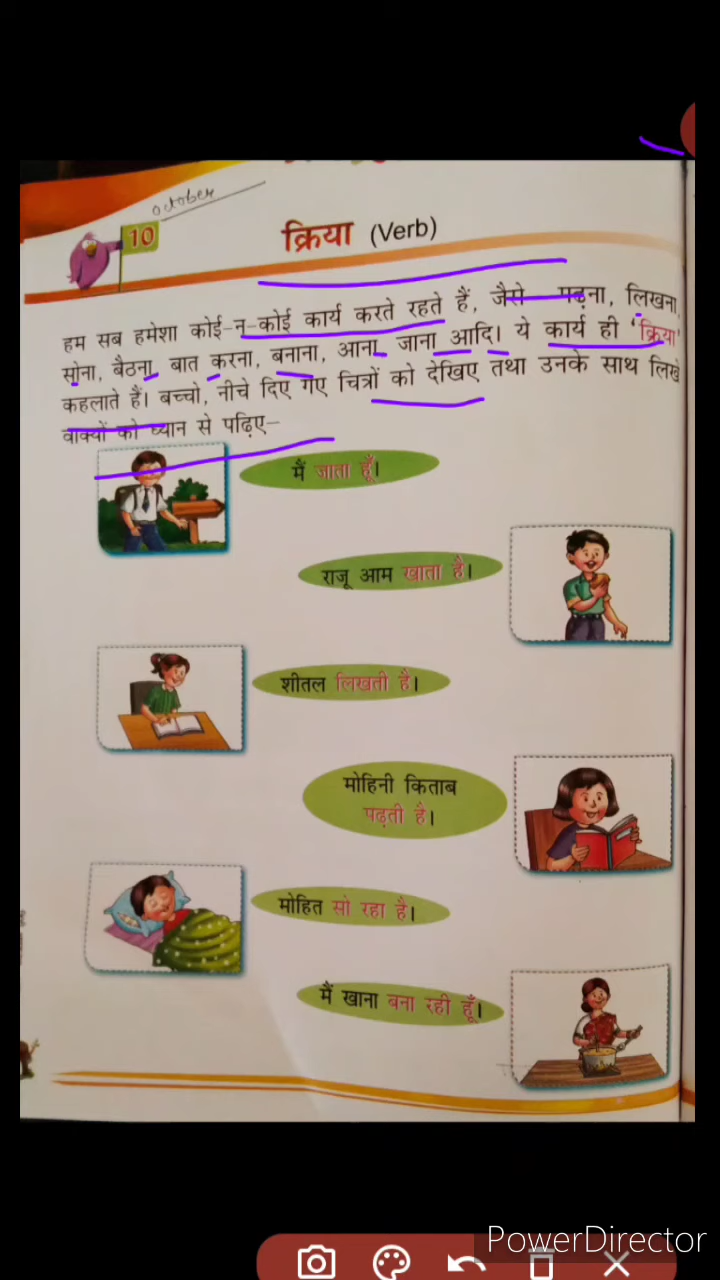 october
10
क्रिया (Verb)
हम सब हमेशा कोई-न-कोई कार्य करते रहते हैं, जैसे पढ़ना, लिखना,
सोना, बैठना, बात करना, बनाना, आना, जाना आदि। ये कार्य ही 'क्रिया'
कहलाते हैं। बच्चो, नीचे दिए गए चित्रों को देखिए तथा उनके साथ लिखे
वाक्यों को ध्यान से पढ़िए-
मैं जाता हूँ।
राजू आम खाता है।
शीतल लिखती है।
मोहिनी किताब
पढ़ती है।
मोहित सो रहा है।
मैं खाना बना रही हूँ।
PowerDirector